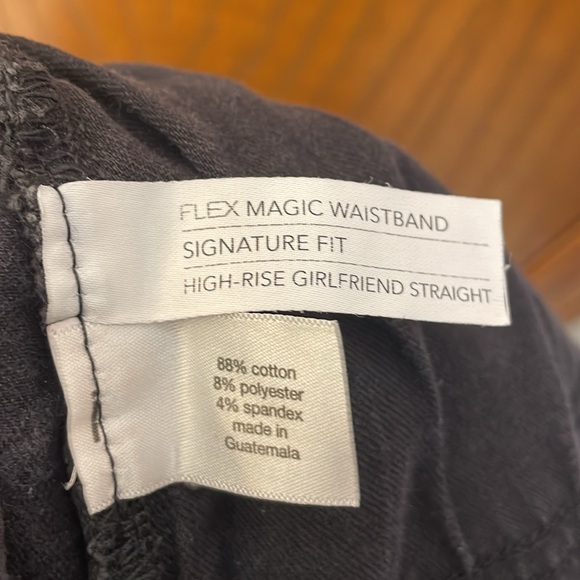 FLEX MAGIC WAISTBAND
SIGNATURE FIT
HIGH-RISE GIRLFRIEND STRAIGHT
88% cotton
8% polyester
4% spandex
made in
Guatemala